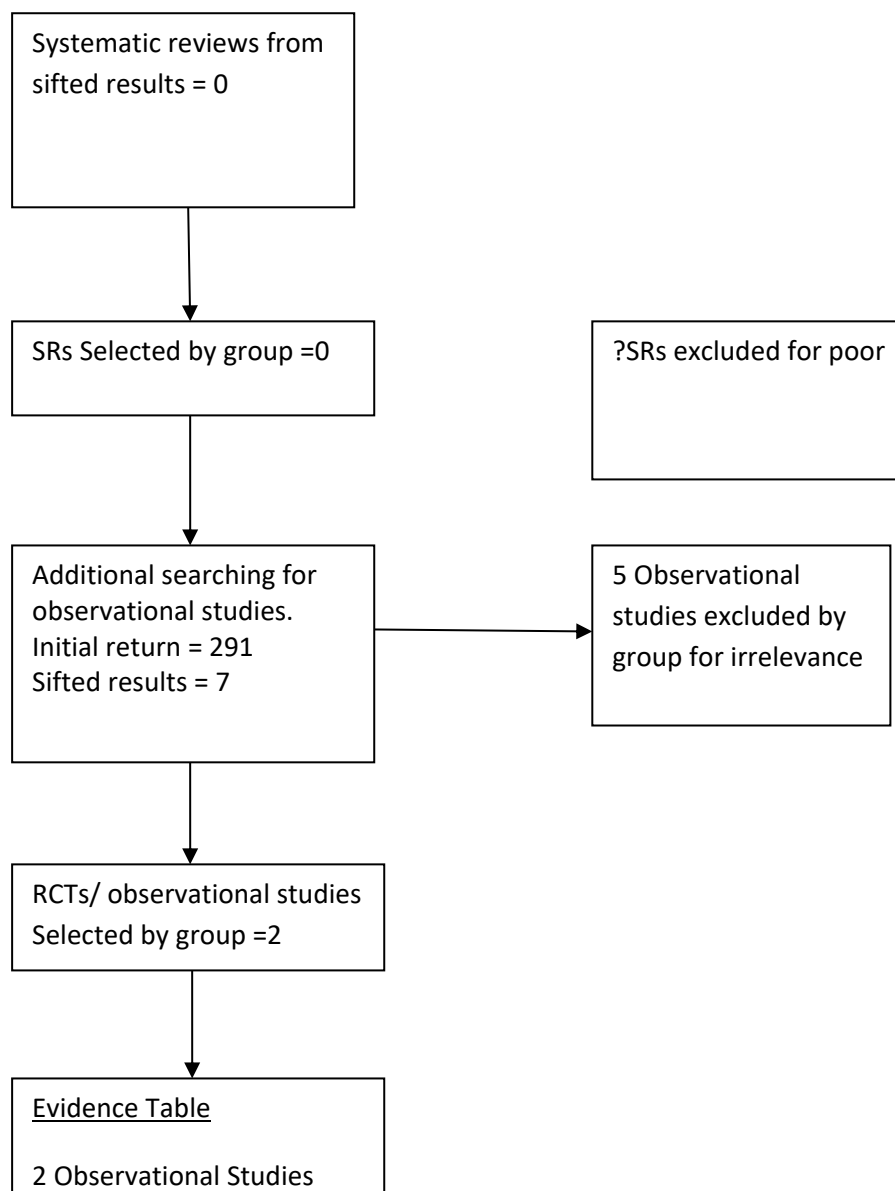 Systematic reviews from
sifted results = 0
SRs Selected by group =0
?SRs excluded for poor
Additional searching for
observational studies.
Initial return = 291
Sifted results = 7
5 Observational
studies excluded by
group for irrelevance
RCTs/ observational studies
Selected by group =2
Evidence Table
2 Observational Studies